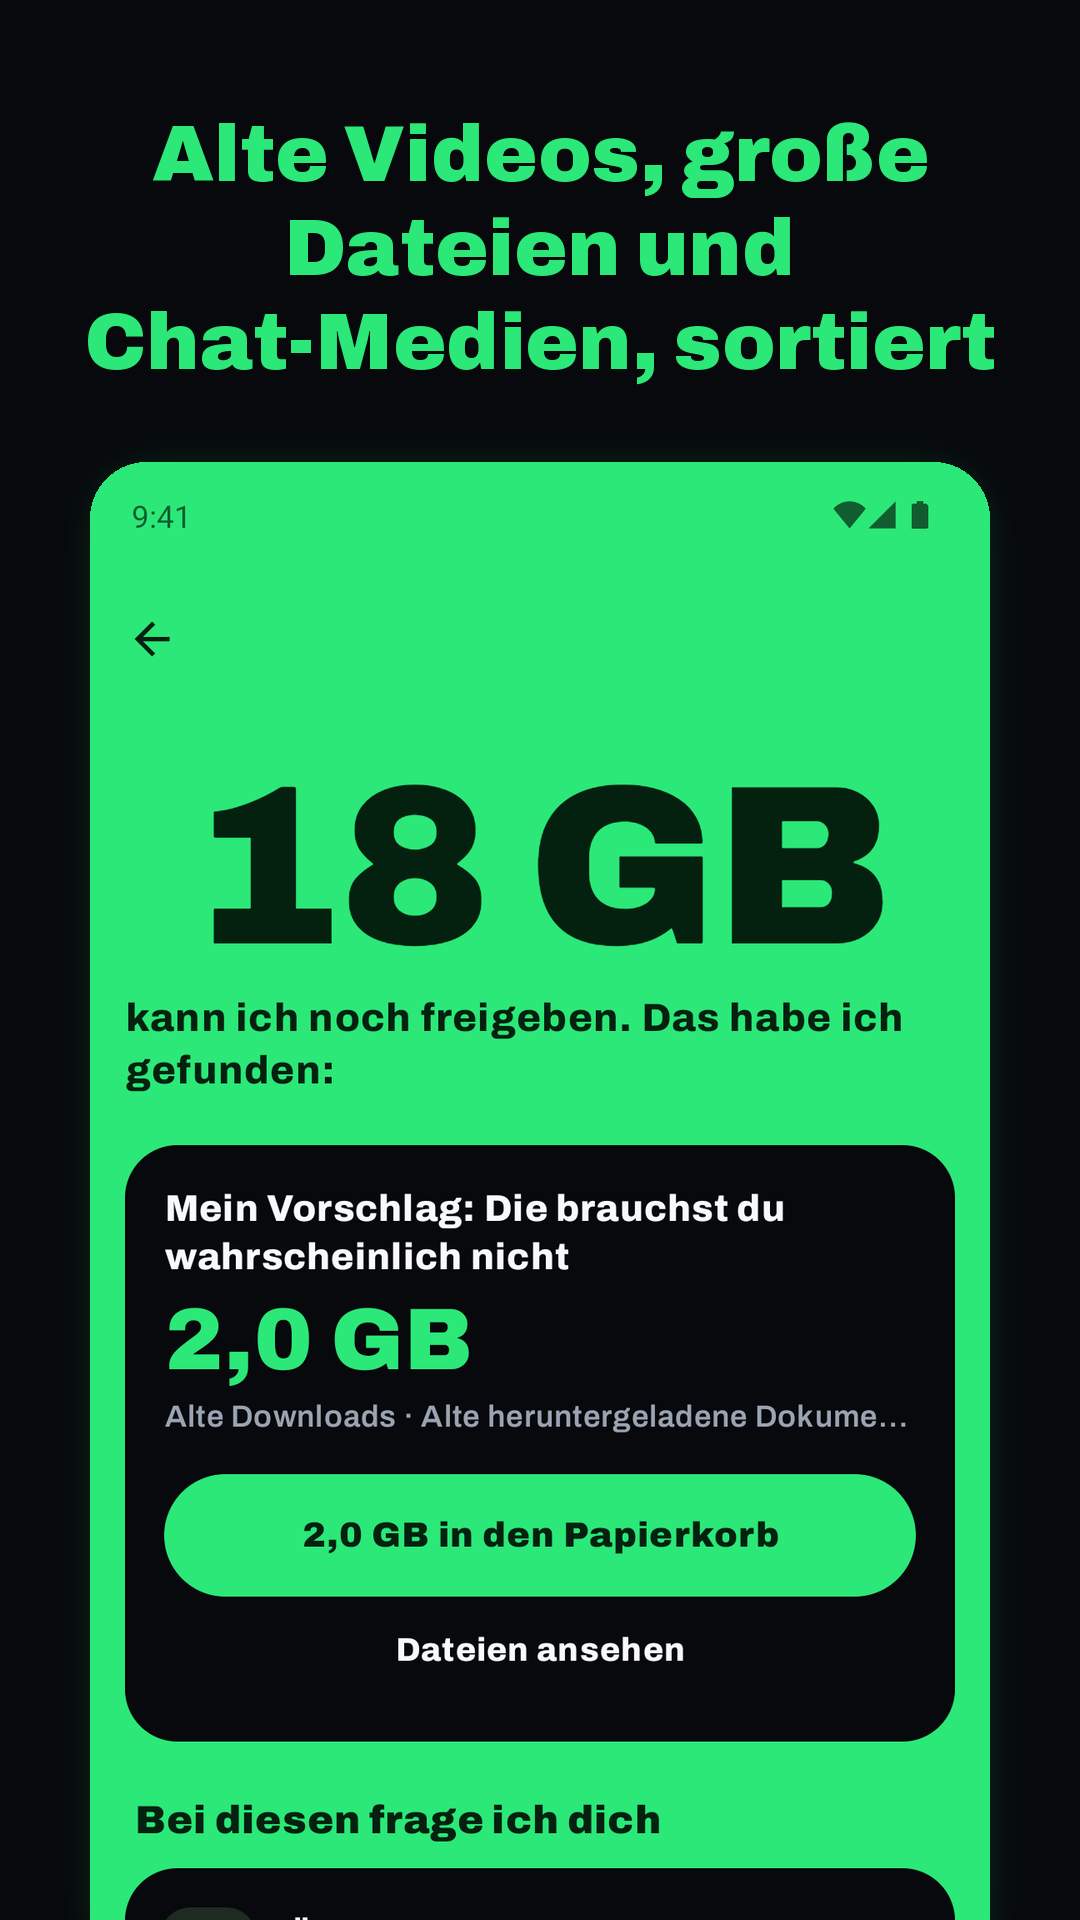 Alte Videos, große
Dateien und
Chat-Medien, sortiert
9:41
18 GB
kann ich noch freigeben. Das habe ich
gefunden:
Mein Vorschlag: Die brauchst du
wahrscheinlich nicht
2,0 GB
Alte Downloads · Alte heruntergeladene Dokume...
2,0 GB in den Papierkorb
Dateien ansehen
Bei diesen frage ich dich